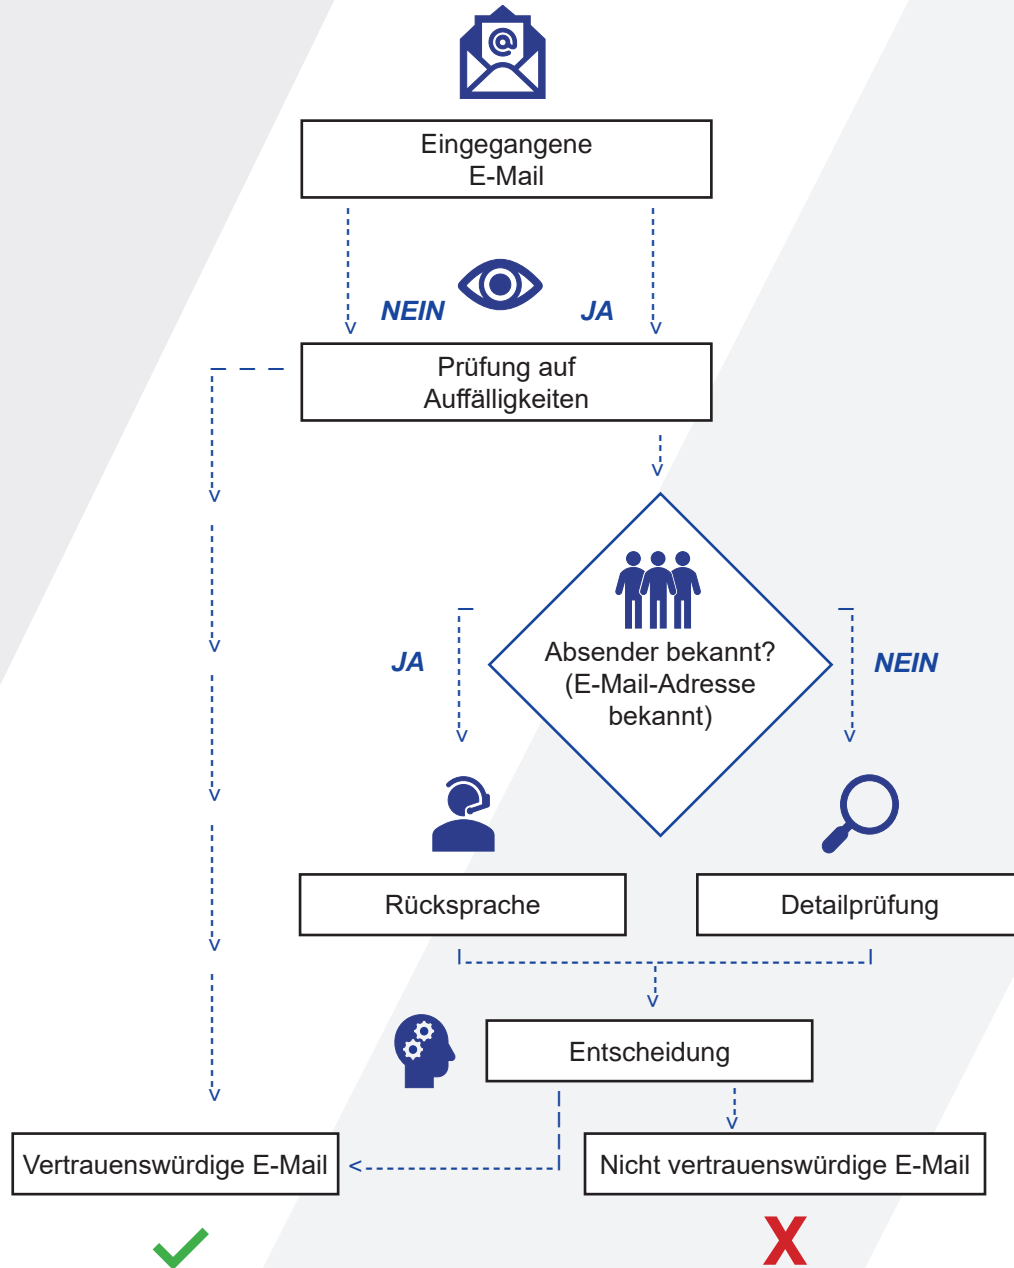 @
Eingegangene
E-Mail
NEIN
JA
Prüfung auf
Auffälligkeiten
Absender bekannt?
(E-Mail-Adresse
bekannt)
JA
NEIN
Rücksprache
Detailprüfung
Entscheidung
Vertrauenswürdige E-Mail
Nicht vertrauenswürdige E-Mail